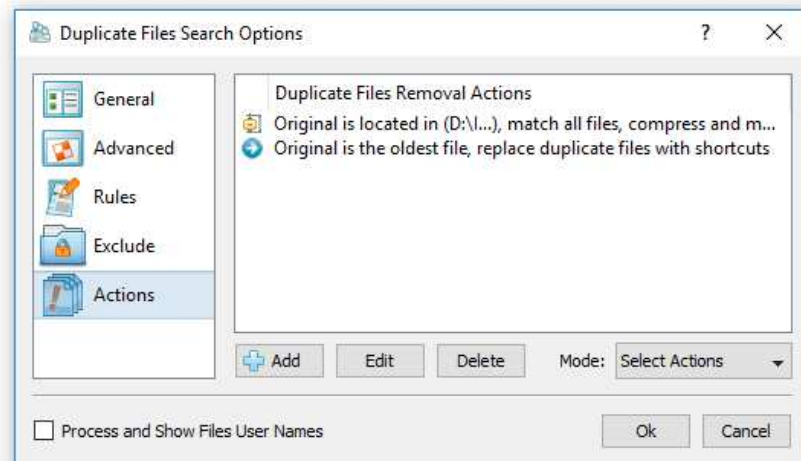 Duplicate Files Search Options
General
Advanced
Rules
Exclude
Actions
Duplicate Files Removal Actions
Original is located in (D:\I...), match all files, compress and m...
Original is the oldest file, replace duplicate files with shortcuts
Add
Edit
Delete
Mode:
Select Actions
Process and Show Files User Names
Ok
Cancel